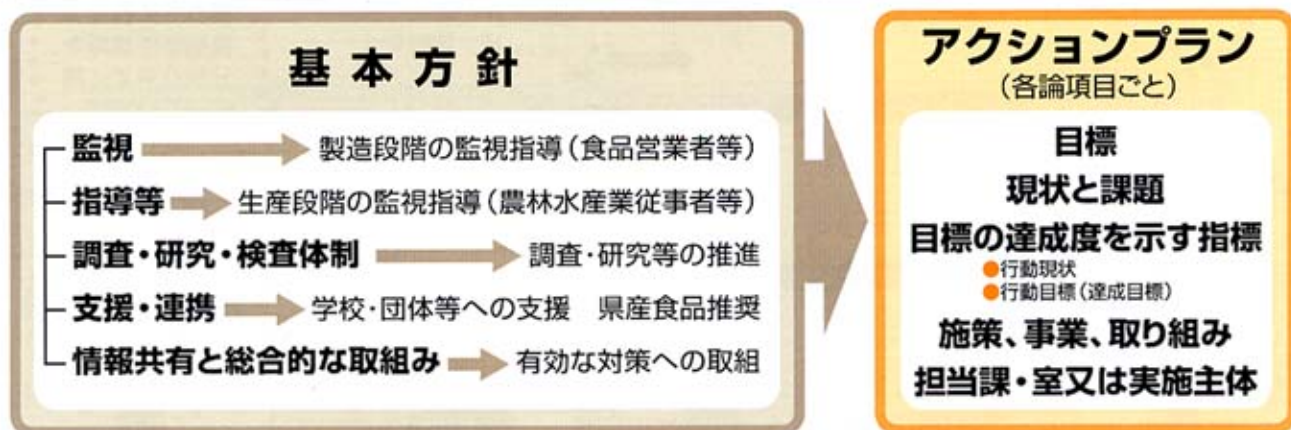 基本方針
監視 製造段階の監視指導（食品営業者等）
指導等 生産段階の監視指導（農林水産業従事者等）
調査・研究・検査体制 調査・研究等の推進
支援・連携 学校・団体等への支援　県産食品推奨
情報共有と総合的な取組み 有効な対策への取組
アクションプラン
（各論項目ごと）
目標
現状と課題
目標の達成度を示す指標
●行動現状
●行動目標（達成目標）
施策、事業、取り組み
担当課・室又は実施主体